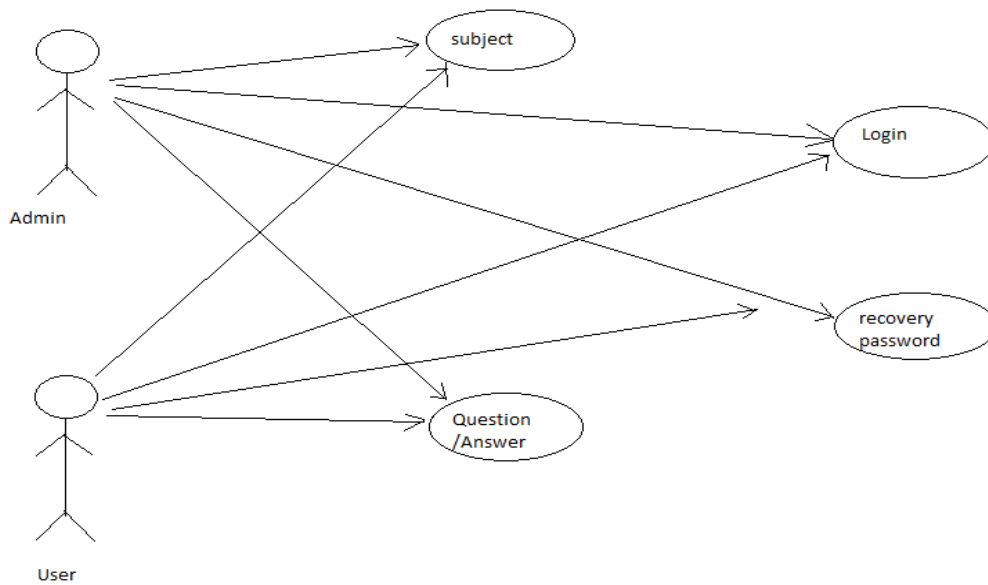 subject
Login
Admin
recovery
password
Question
/Answer
User